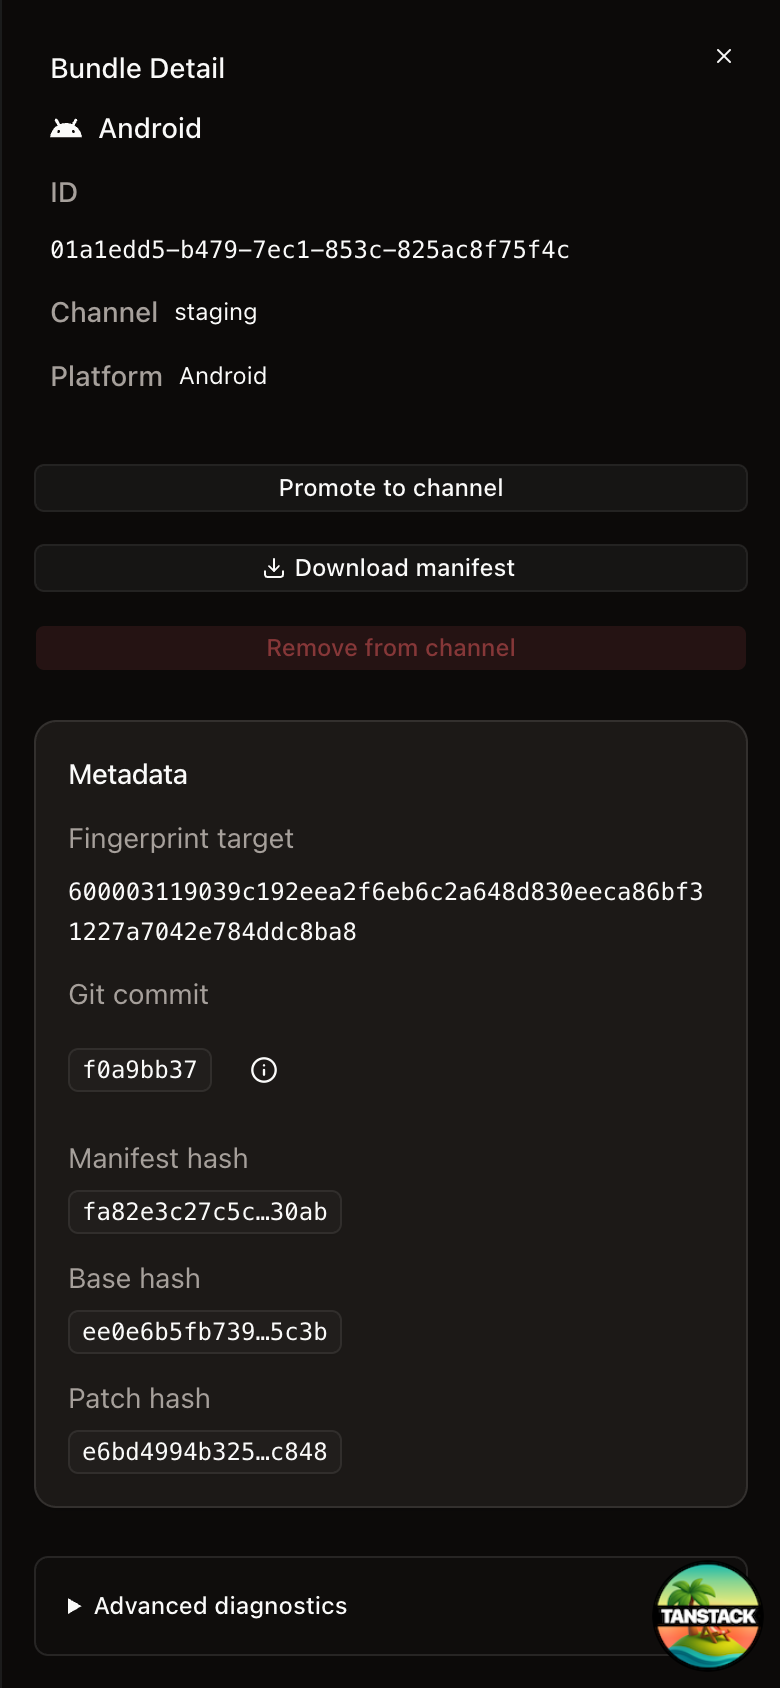 Bundle Detail
Android
ID
01a1edd5-b479-7ec1-853c-825ac8f75f4c
Channel staging
Platform Android
Promote to channel
Download manifest
Remove from channel
Metadata
Fingerprint target
600003119039c192eea2f6eb6c2a648d830eeca86bf3
1227a7042e784ddc8ba8
Git commit
f0a9bb37
Manifest hash
fa82e3c27c5c…30ab
Base hash
ee0e6b5fb739…5c3b
Patch hash
e6bd4994b325…c848
Advanced diagnostics
TANSTACK